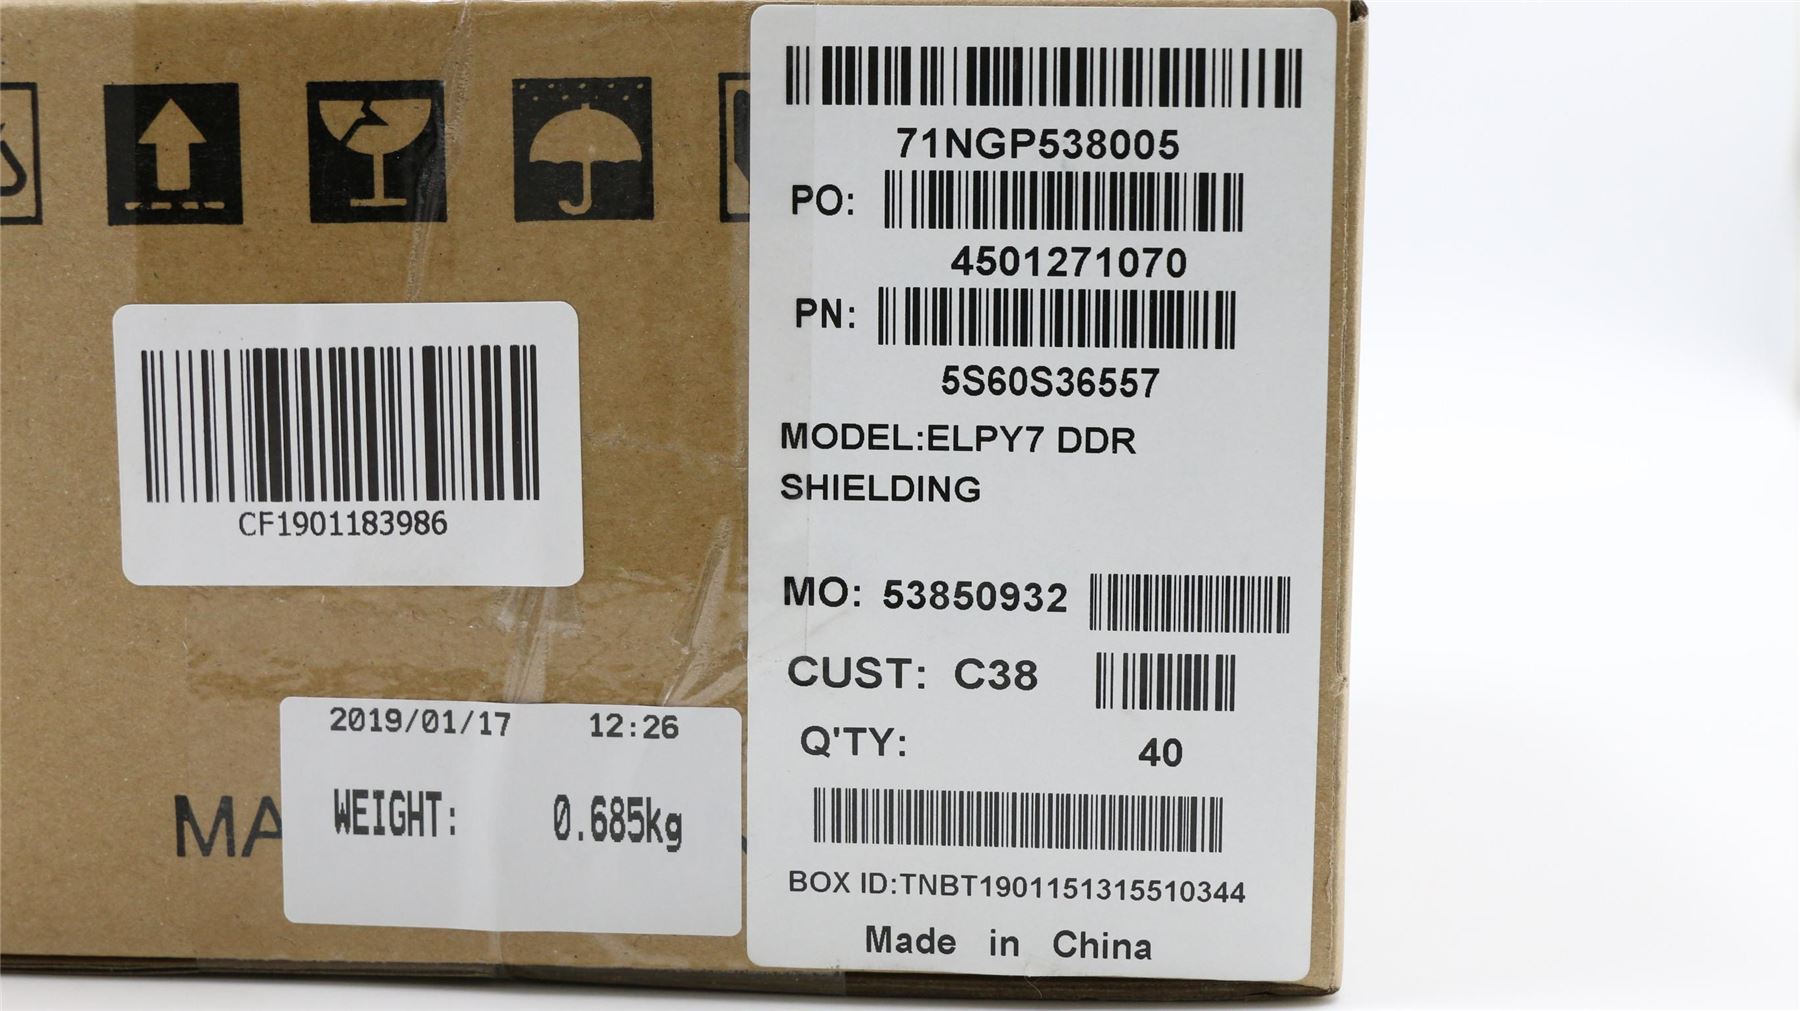 71NGP538005
PO:
4501271070
PN:
5S60S36557
MODEL:ELPY7 DDR
SHIELDING
MO: 53850932
CUST: C38
Q'TY: 40
BOX ID:TNBT1901151315510344
Made in China
CF1901183986
2019/01/17 12:26
WEIGHT: 0.685kg
MA